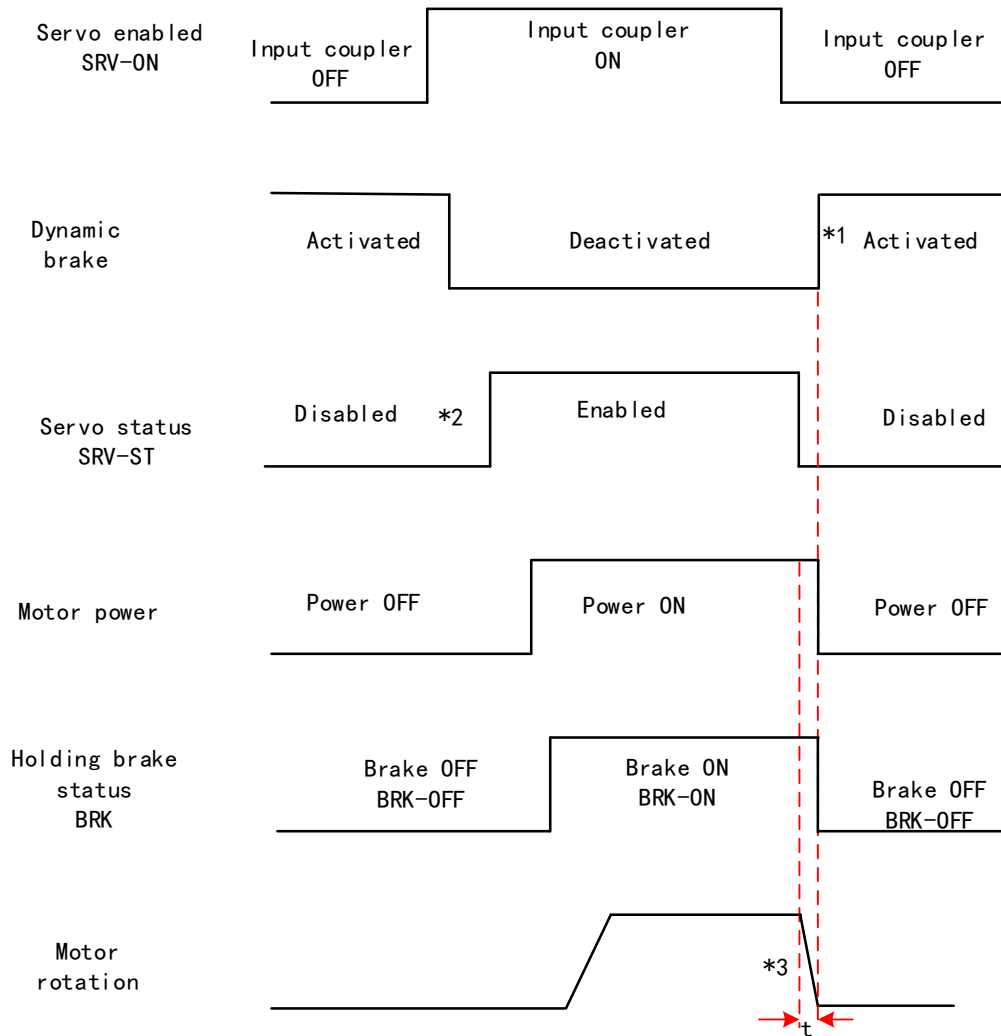 Servo enabled
SRV-ON
Input coupler
OFF
Input coupler
ON
Input coupler
OFF
Dynamic
brake
Activated
Deactivated
*1
Activated
Servo status
SRV-ST
Disabled
*2
Enabled
Disabled
Motor power
Power OFF
Power ON
Power OFF
Holding brake
status
BRK
Brake OFF
BRK-OFF
Brake ON
BRK-ON
Brake OFF
BRK-OFF
Motor
rotation
*3
t